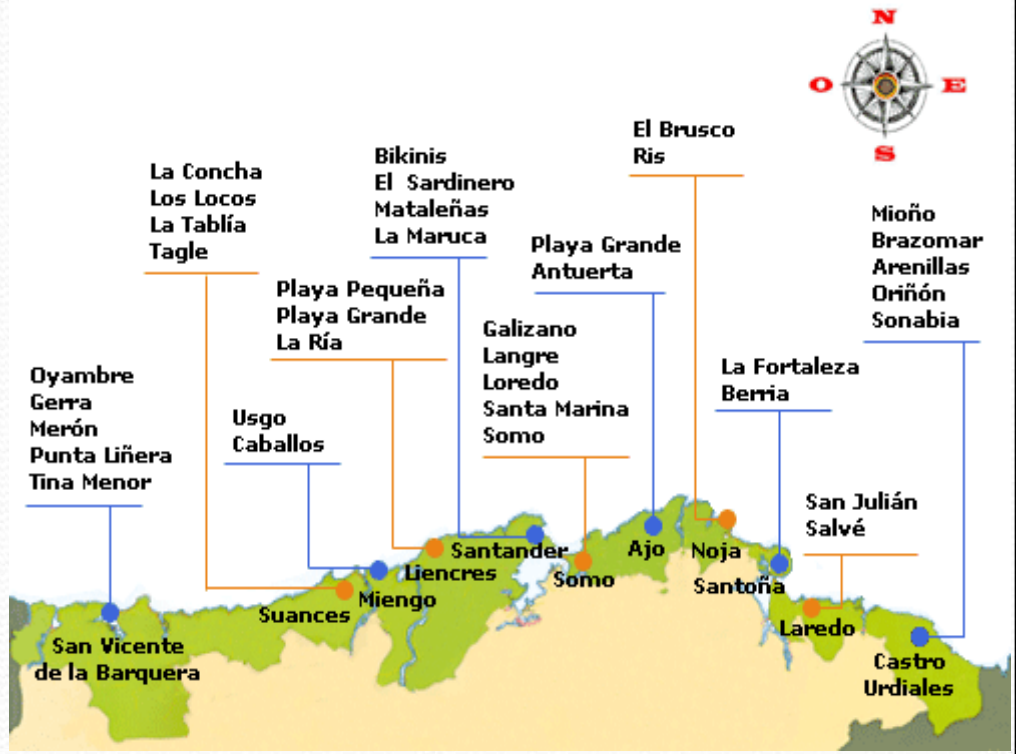 N
O
E
S
El Brusco
Ris
La Concha
Los Locos
La Tablía
Tagle
Bikinis
El Sardinero
Mataleñas
La Maruca
Mioño
Brazomar
Arenillas
Oriñón
Sonabia
Playa Grande
Antuerta
Playa Pequeña
Playa Grande
La Ría
Galizano
Langre
Loredo
Santa Marina
Somo
Oyambre
Gerra
Merón
Punta Liñera
Tina Menor
Usgo
Caballos
La Fortaleza
Berria
San Julián
Salvé
San Vicente
de la Barquera
Suances
Miengo
Liencres
Santander
Somo
Ajo
Noja
Santoña
Laredo
Castro
Urdiales